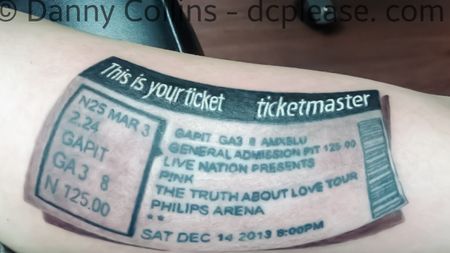 © Danny Collins - dcplease.com
This is your ticket ticketmaster
N25 MAR 3
2.24
GAPIT
GA3 8
N 125.00
GAPIT GA3 8 AMXBLU
GENERAL ADMISSION PIT 125.00
LIVE NATION PRESENTS
P!NK
THE TRUTH ABOUT LOVE TOUR
PHILIPS ARENA
**
SAT DEC 14 2013 8:00PM